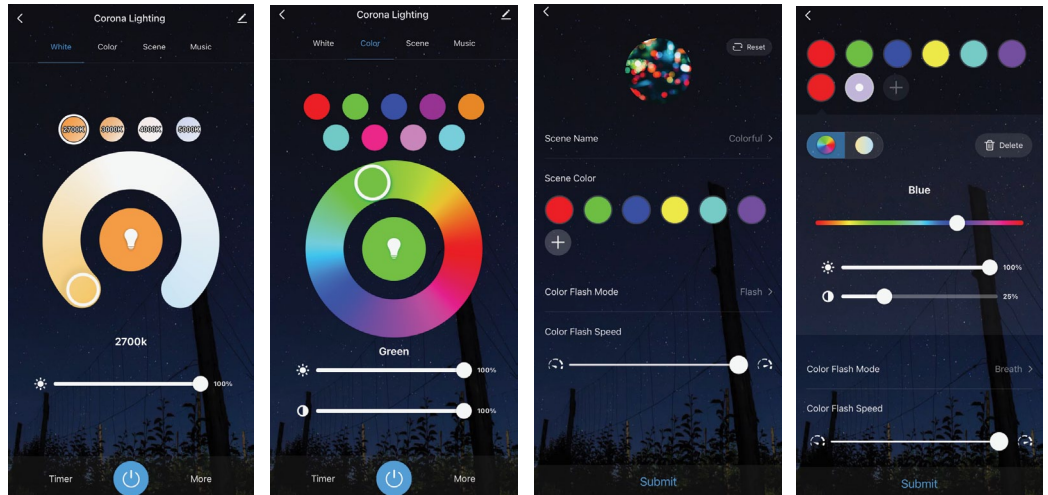 Corona Lighting
White Color Scene Music
2700K 3000K 4000K 5000K
2700k
100%
Timer More
Corona Lighting
White Color Scene Music
Green
100%
100%
Timer More
Reset
Scene Name Colorful >
Scene Color
Color Flash Mode Flash >
Color Flash Speed
Submit
Delete
Blue
100%
25%
Color Flash Mode Breath >
Color Flash Speed
Submit